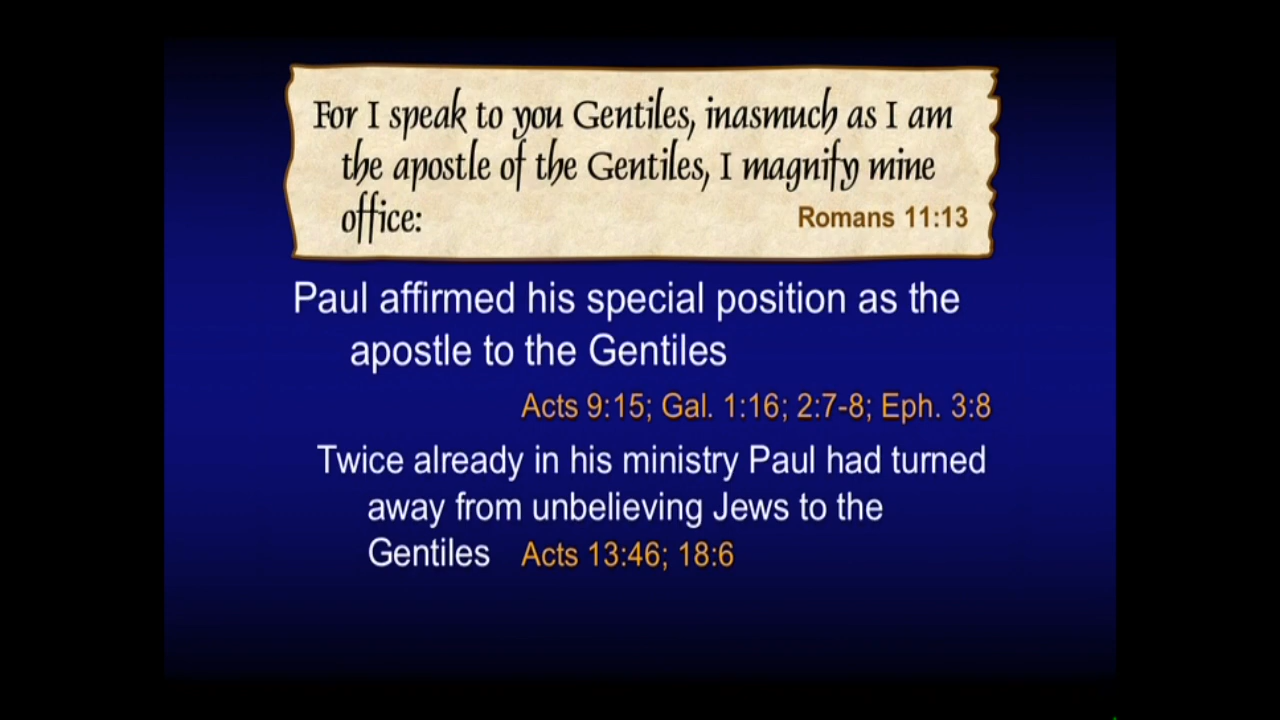 For I speak to you Gentiles, inasmuch as I am
the apostle of the Gentiles, I magnify mine
office:
Romans 11:13
Paul affirmed his special position as the
apostle to the Gentiles
Acts 9:15; Gal. 1:16; 2:7-8; Eph. 3:8
Twice already in his ministry Paul had turned
away from unbelieving Jews to the
Gentiles Acts 13:46; 18:6